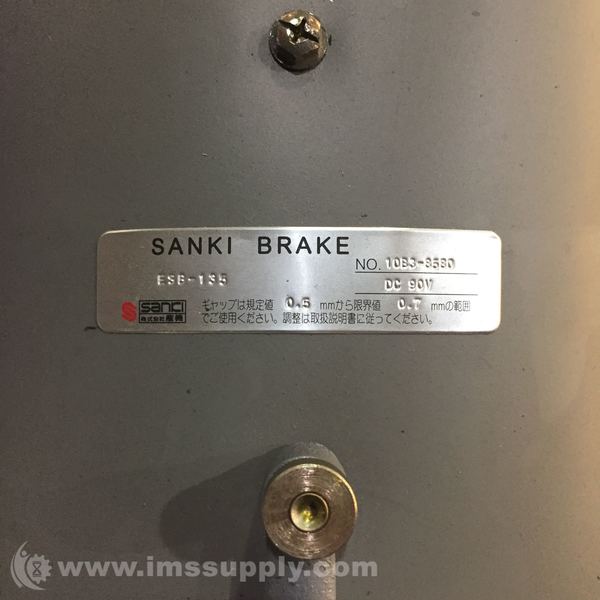 SANKI BRAKE
ESB-135
NO. 10B3-8580
DC 90V
sanci
株式会社 産興
ギャップは規定値 0.5 mmから限界値 0.7 mmの範囲
でご使用ください。調整は取扱説明書に従ってください。
www.imssupply.com